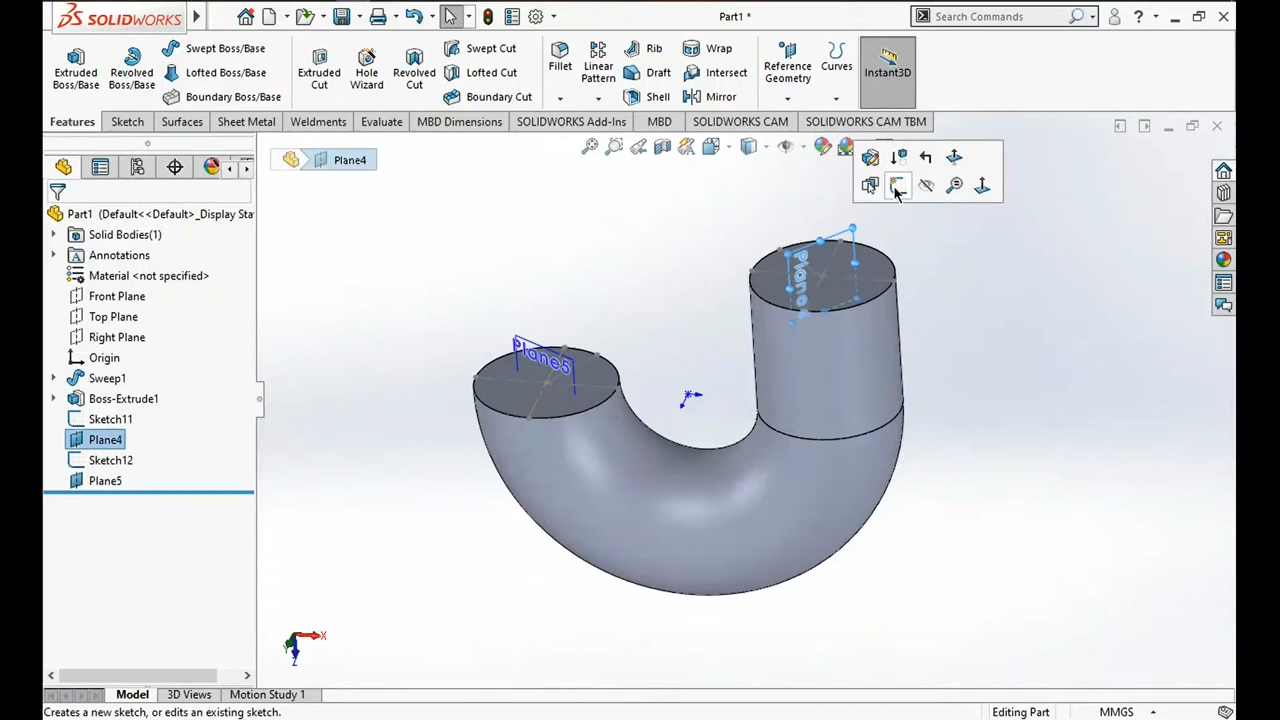 SOLIDWORKS
Part1 *
Search Commands
?
Extruded Boss/Base
Revolved Boss/Base
Swept Boss/Base
Lofted Boss/Base
Boundary Boss/Base
Extruded Cut
Hole Wizard
Revolved Cut
Swept Cut
Lofted Cut
Boundary Cut
Fillet
Linear Pattern
Rib
Draft
Shell
Wrap
Intersect
Mirror
Reference Geometry
Curves
Instant3D
Features
Sketch
Surfaces
Sheet Metal
Weldments
Evaluate
MBD Dimensions
SOLIDWORKS Add-Ins
MBD
SOLIDWORKS CAM
SOLIDWORKS CAM TBM
Plane4
Part1 (Default<<Default>_Display Sta
Solid Bodies(1)
Annotations
Material <not specified>
Front Plane
Top Plane
Right Plane
Origin
Sweep1
Boss-Extrude1
Sketch11
Plane4
Sketch12
Plane5
Plane4
Plane5
X
Y
Z
Model
3D Views
Motion Study 1
Creates a new sketch, or edits an existing sketch.
Editing Part
MMGS